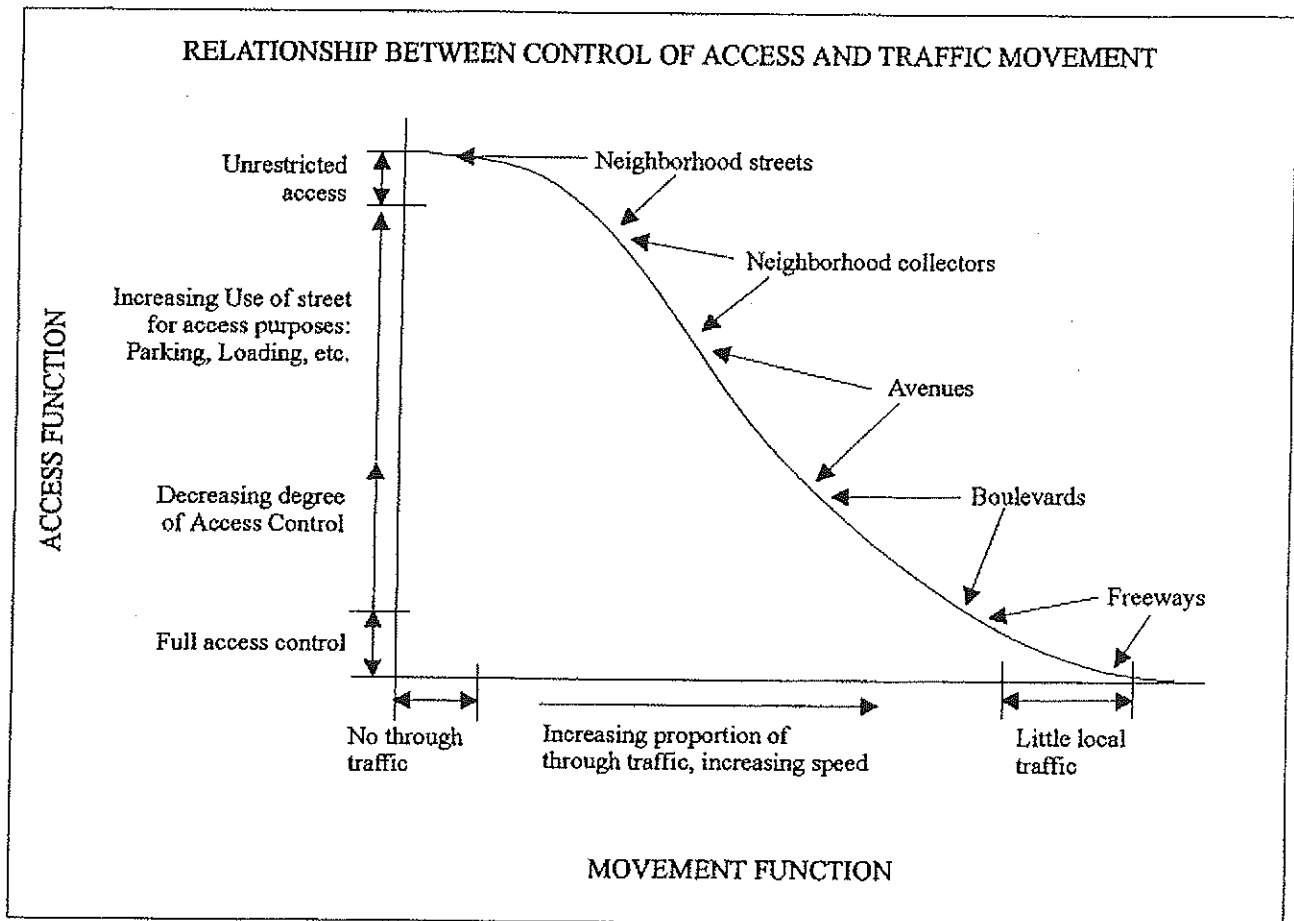 RELATIONSHIP BETWEEN CONTROL OF ACCESS AND TRAFFIC MOVEMENT
Unrestricted
access
Neighborhood streets
Neighborhood collectors
Increasing Use of street
for access purposes:
Parking, Loading, etc.
ACCESS FUNCTION
Avenues
Decreasing degree
of Access Control
Boulevards
Freeways
Full access control
No through
traffic
Increasing proportion of
through traffic, increasing speed
Little local
traffic
MOVEMENT FUNCTION